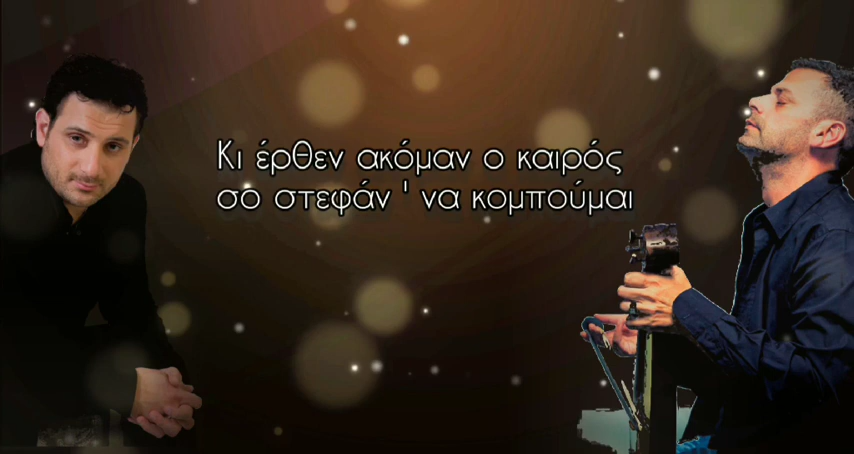 Κι έρθεν ακόμαν ο καιρός
σο στεφάν ' να κομπούμαι